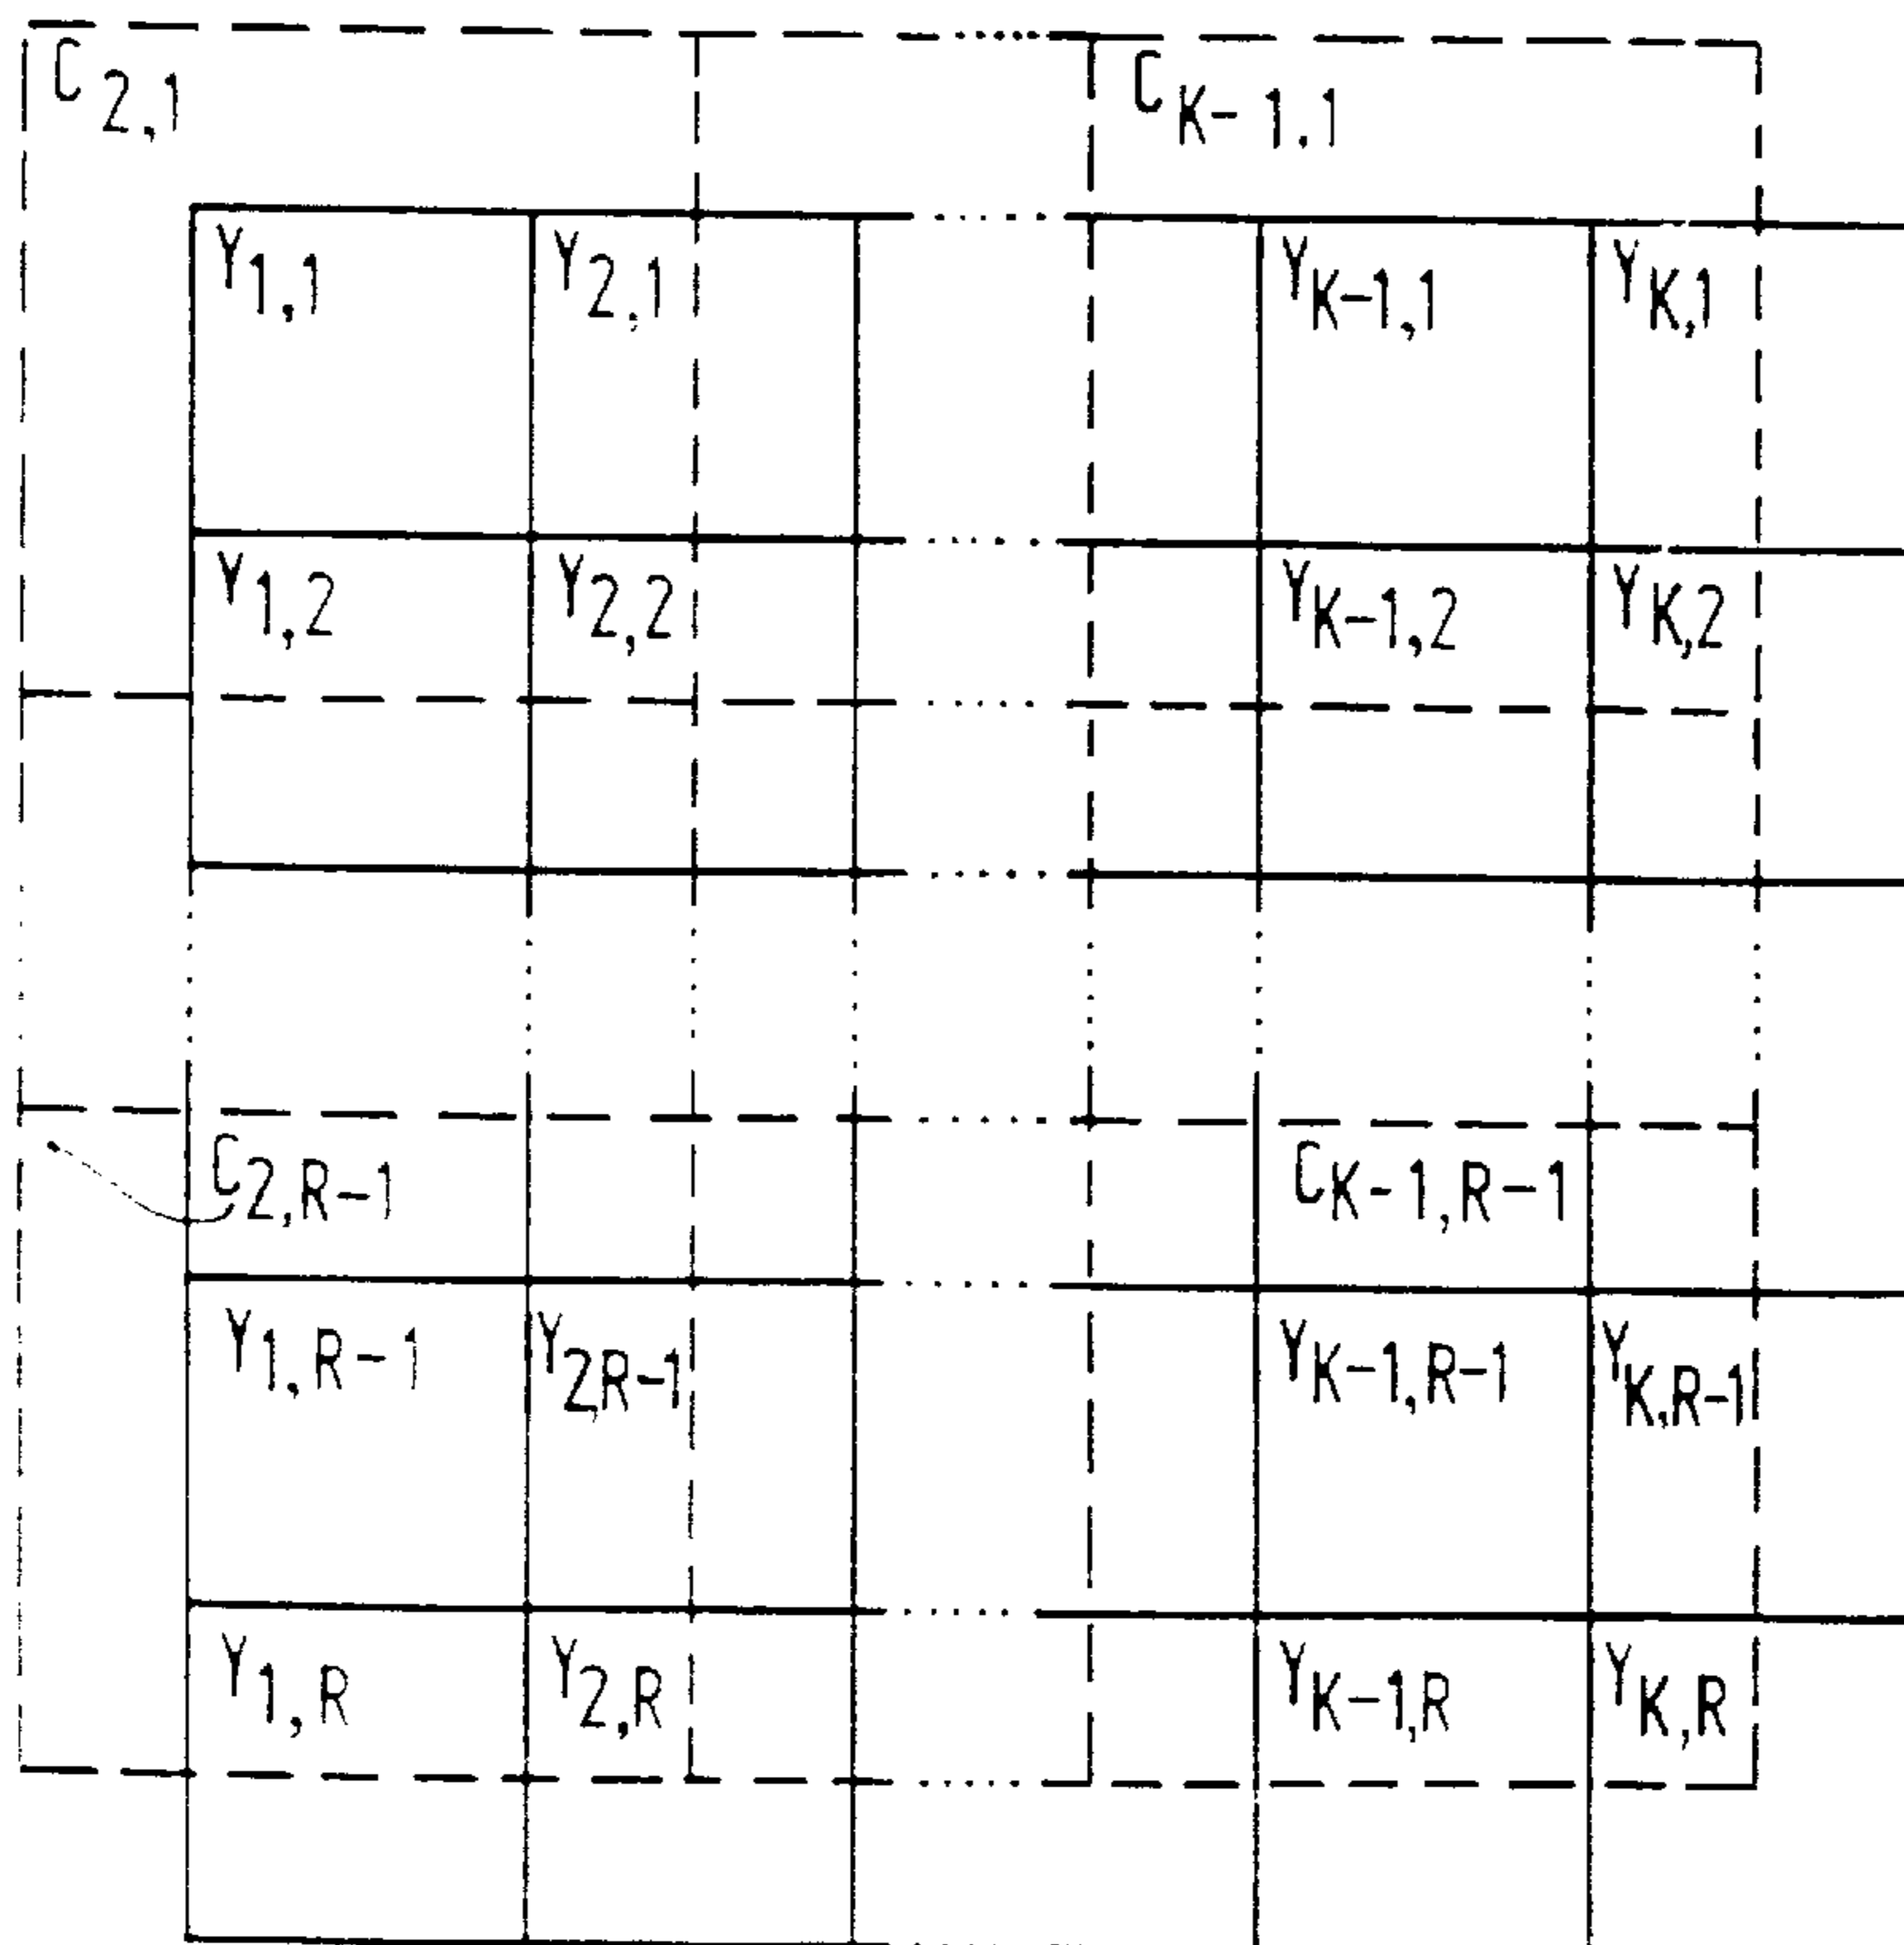 C2,1 CK-1.1
Y1,1 Y2,1 YK-1,1 YK,1
Y1,2 Y2,2 YK-1,2 YK,2
C2,R-1 CK-1,R-1
Y1,R-1 Y2,R-1 YK-1,R-1 YK,R-1
Y1,R Y2,R YK-1,R YK,R